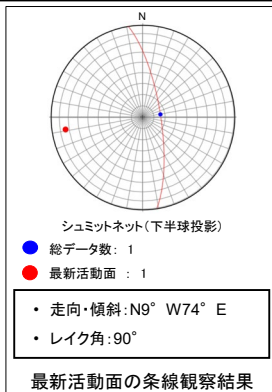 N
シュミットネット(下半球投影)
総データ数： 1
最新活動面 ： 1
• 走向・傾斜：N9° W74° E
• レイク角：90°
最新活動面の条線観察結果